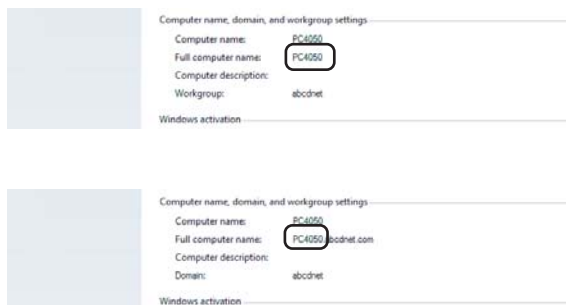 Computer name, domain, and workgroup settings
Computer name: PC4050
Full computer name: PC4050
Computer description:
Workgroup: abcdnet
Windows activation
Computer name, domain, and workgroup settings
Computer name: PC4050
Full computer name: PC4050.abcdnet.com
Computer description:
Domain: abcdnet
Windows activation